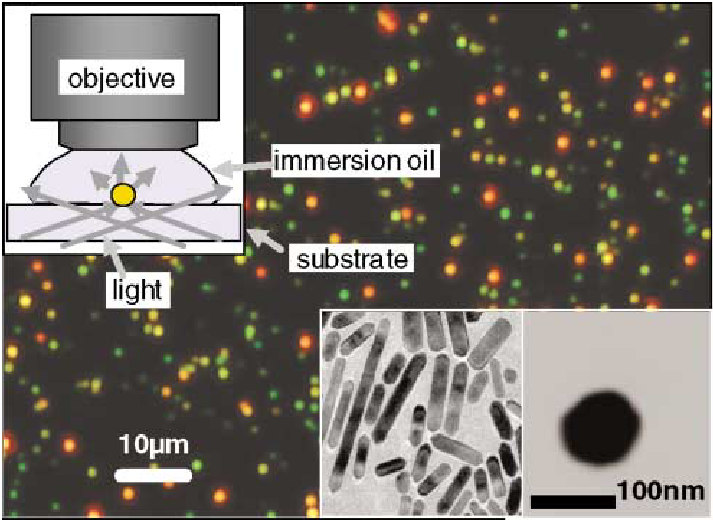 objective
immersion oil
substrate
light
10µm
100nm